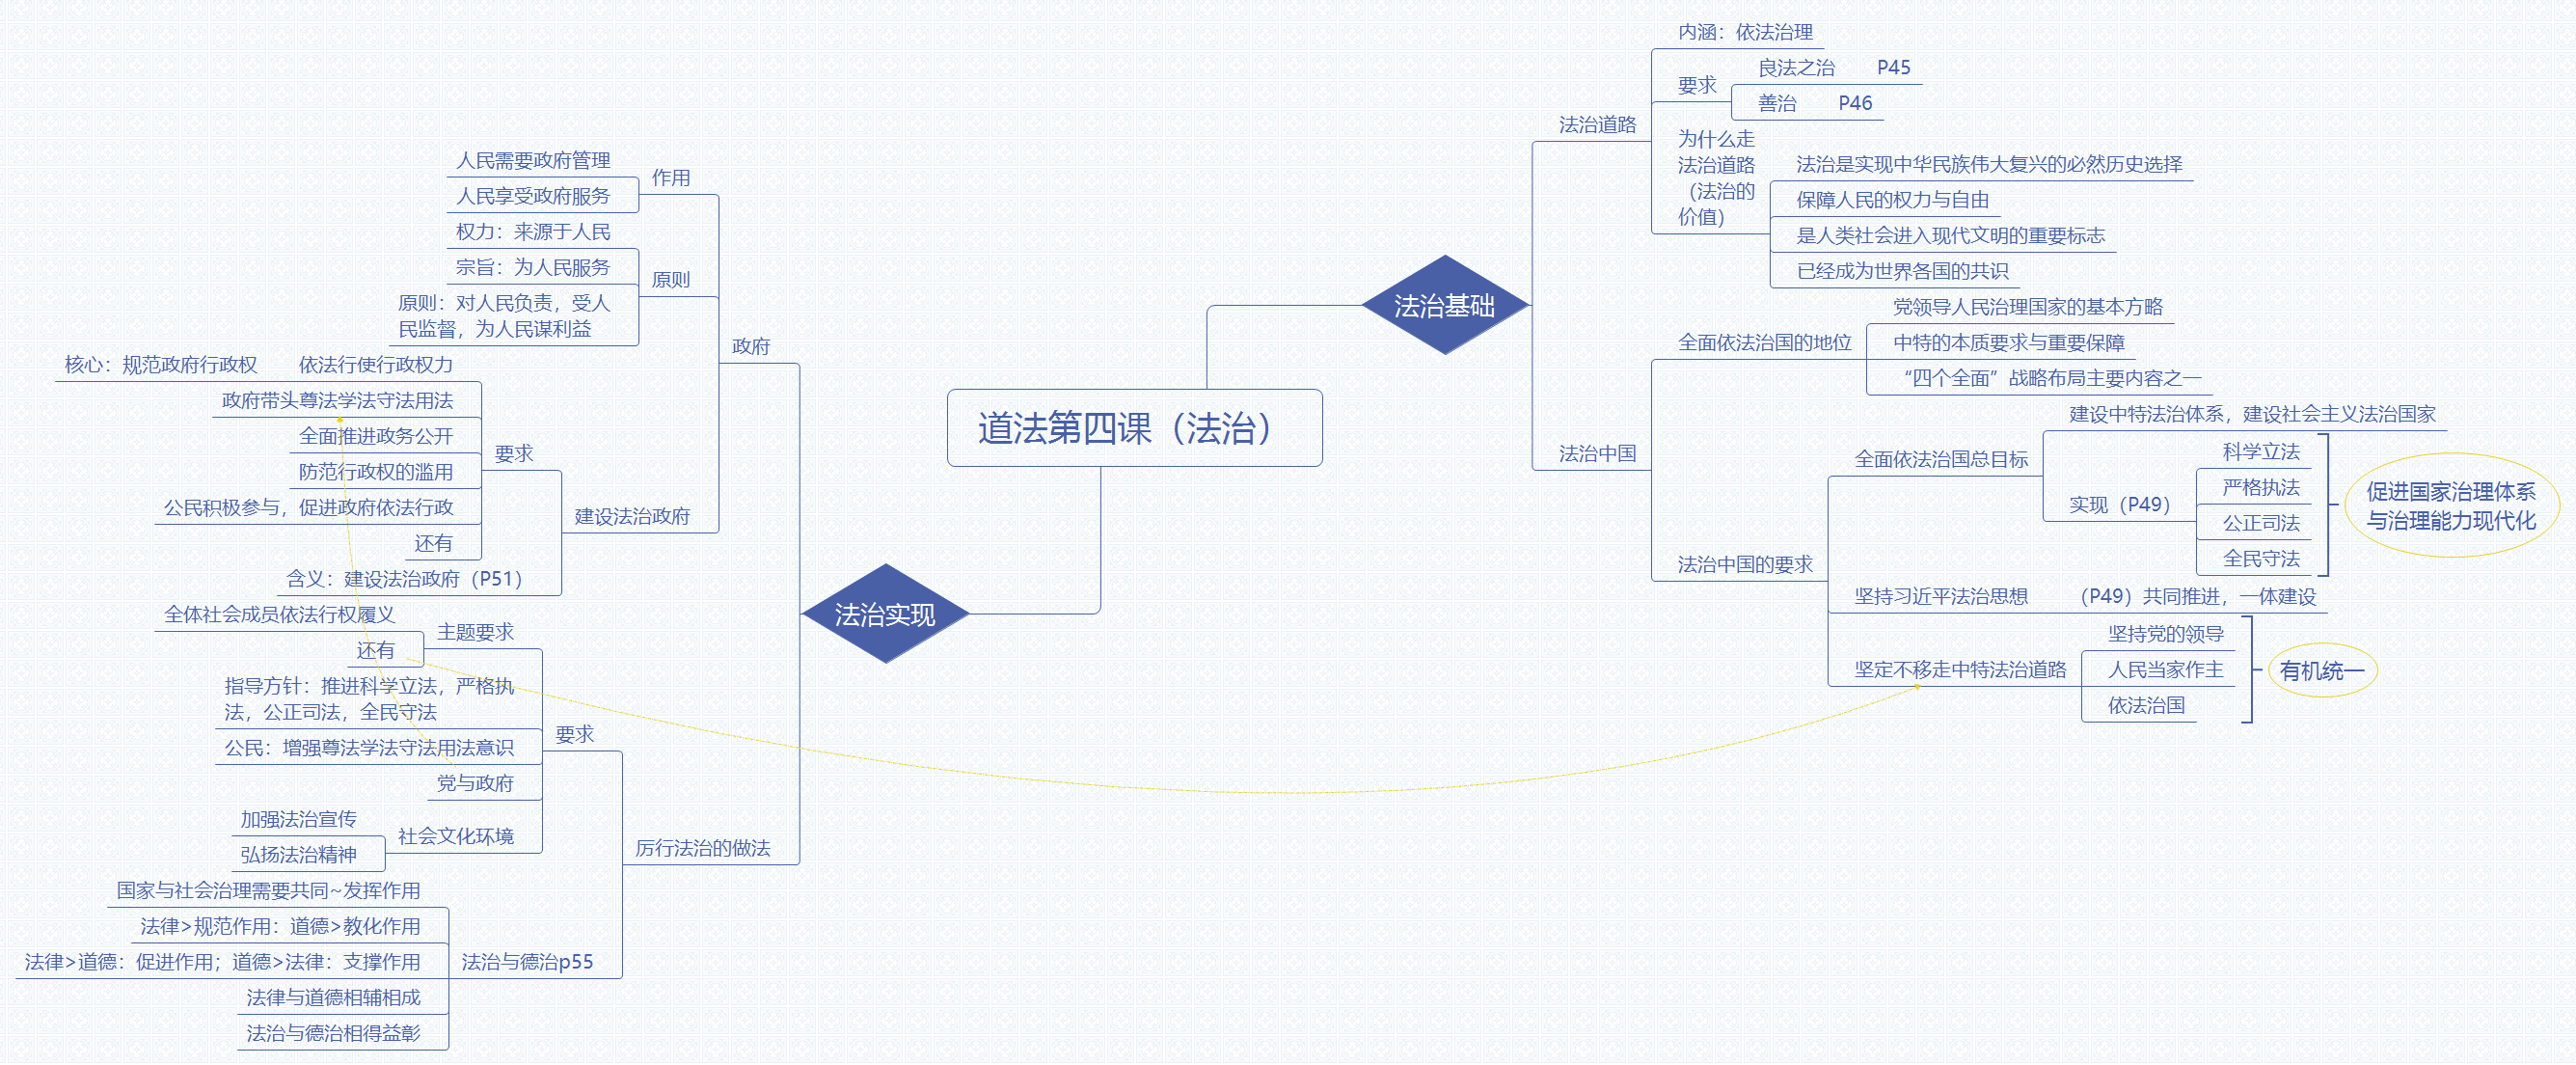 道法第四课（法治）
法治基础
法治道路
内涵：依法治理
要求
良法之治 P45
善治 P46
为什么走
法治道路
（法治的
价值）
法治是实现中华民族伟大复兴的必然历史选择
保障人民的权力与自由
是人类社会进入现代文明的重要标志
已经成为世界各国的共识
法治中国
全面依法治国的地位
党领导人民治理国家的基本方略
中特的本质要求与重要保障
“四个全面”战略布局主要内容之一
法治中国的要求
全面依法治国总目标
建设中特法治体系，建设社会主义法治国家
实现（P49）
科学立法
严格执法
公正司法
全民守法
促进国家治理体系
与治理能力现代化
坚持习近平法治思想
（P49）共同推进，一体建设
坚定不移走中特法治道路
坚持党的领导
人民当家作主
依法治国
有机统一
法治实现
政府
作用
人民需要政府管理
人民享受政府服务
原则
权力：来源于人民
宗旨：为人民服务
原则：对人民负责，受人
民监督，为人民谋利益
建设法治政府
要求
依法行使行政权力
核心：规范政府行政权
政府带头尊法学法守法用法
全面推进政务公开
防范行政权的滥用
公民积极参与，促进政府依法行政
还有
含义：建设法治政府（P51）
厉行法治的做法
要求
主题要求
全体社会成员依法行权履义
还有
指导方针：推进科学立法，严格执
法，公正司法，全民守法
公民：增强尊法学法守法用法意识
党与政府
社会文化环境
加强法治宣传
弘扬法治精神
法治与德治p55
国家与社会治理需要共同~发挥作用
法律>规范作用：道德>教化作用
法律>道德：促进作用；道德>法律：支撑作用
法律与道德相辅相成
法治与德治相得益彰